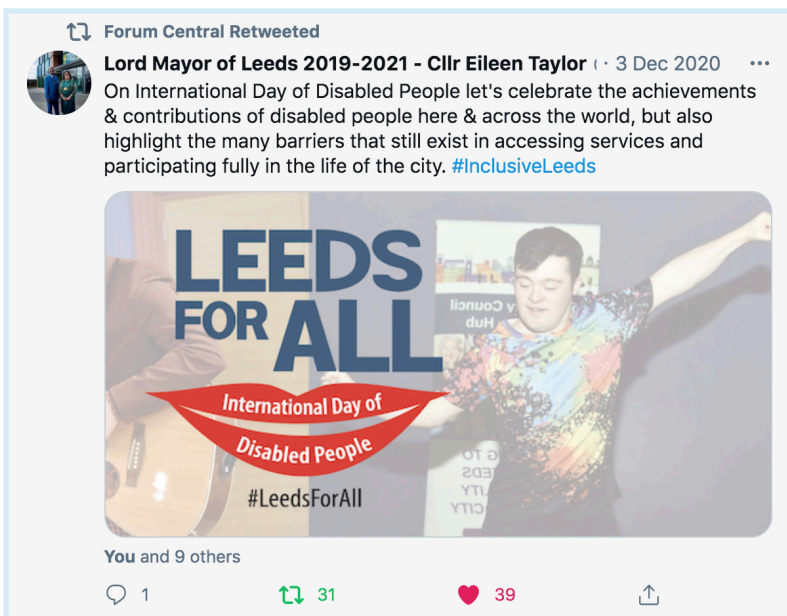 Forum Central Retweeted
Lord Mayor of Leeds 2019-2021 - Cllr Eileen Taylor ( · 3 Dec 2020 ...
On International Day of Disabled People let's celebrate the achievements
& contributions of disabled people here & across the world, but also
highlight the many barriers that still exist in accessing services and
participating fully in the life of the city. #InclusiveLeeds
LEEDS
FOR ALL
International Day of
Disabled People
#LeedsForAll
y Council
Hub
You and 9 others
1 31 39